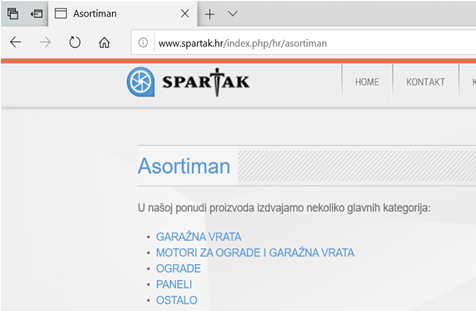 Asortiman
www.spartak.hr/index.php/hr/asortiman
SPARTAK
HOME
KONTAKT
Asortiman
U našoj ponudi proizvoda izdvajamo nekoliko glavnih kategorija:
• GARAŽNA VRATA
• MOTORI ZA OGRADE I GARAŽNA VRATA
• OGRADE
• PANELI
• OSTALO